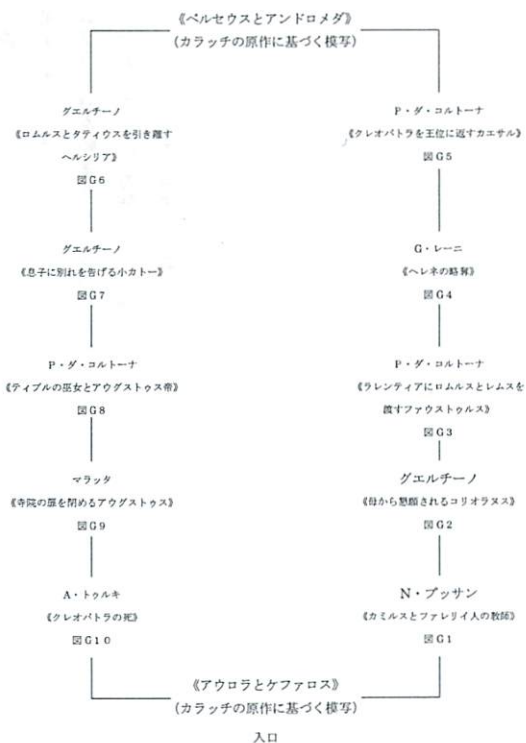 《ペルセウスとアンドロメダ》
(カラッチの原作に基づく模写)
グエルチーノ
《ロムルスとタティウスを引き離す
ヘルシリア》
図G6
グエルチーノ
《息子に別れを告げる小カトー》
図G7
P・ダ・コルトーナ
《ティブルの巫女とアウグストゥス帝》
図G8
マラッタ
《寺院の扉を閉めるアウグストゥス》
図G9
A・トゥルキ
《クレオパトラの死》
図G10
P・ダ・コルトーナ
《クレオパトラを王位に返すカエサル》
図G5
G・レーニ
《ヘレネの略奪》
図G4
P・ダ・コルトーナ
《ラレンティアにロムルスとレムスを
渡すファウストゥルス》
図G3
グエルチーノ
《母から懇願されるコリオラヌス》
図G2
N・プッサン
《カミルスとファレリイ人の教師》
図G1
《アウロラとケファロス》
(カラッチの原作に基づく模写)
入口